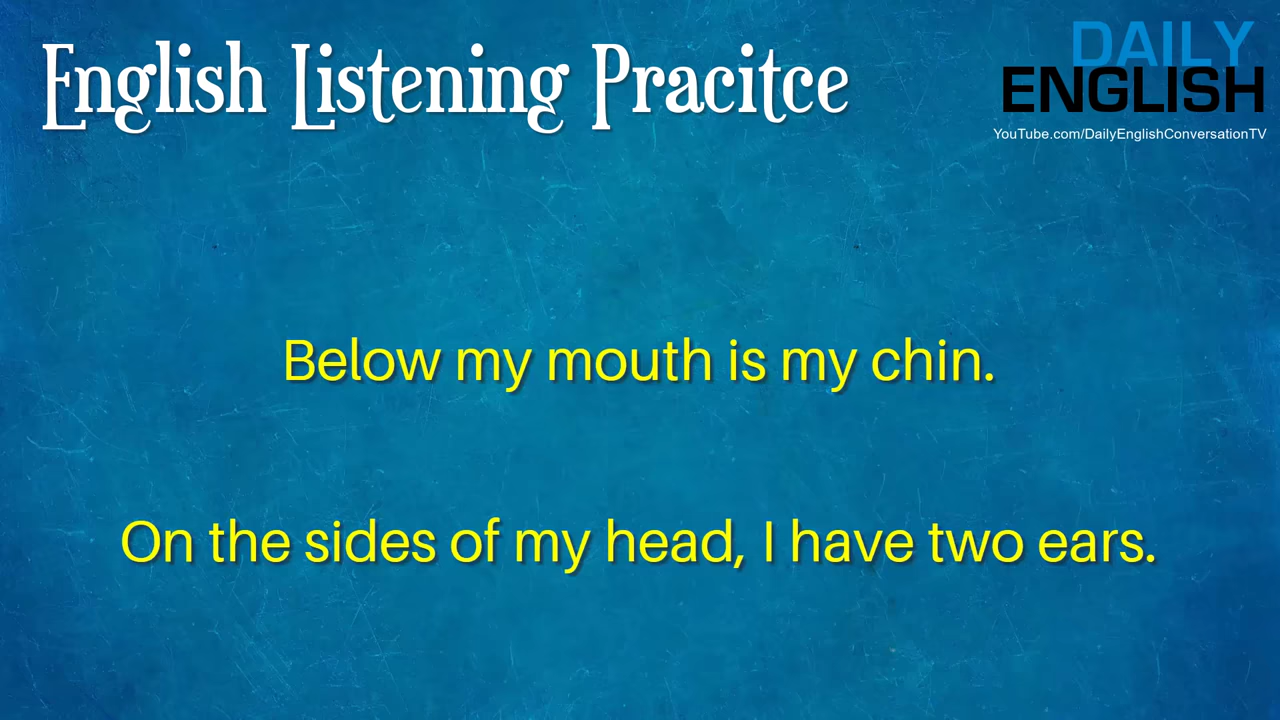 English Listening Pracitce
DAILY
ENGLISH
YouTube.com/DailyEnglishConversationTV
Below my mouth is my chin.
On the sides of my head, I have two ears.